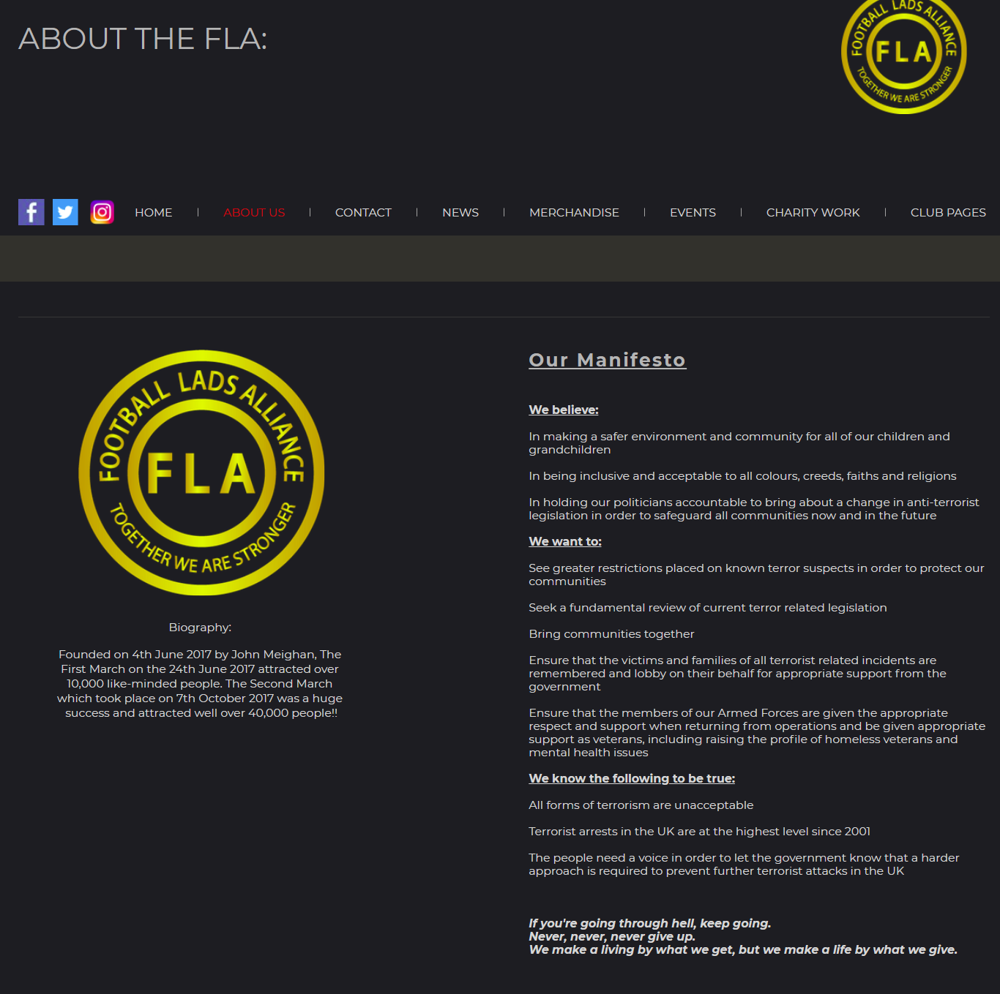 ABOUT THE FLA:
FOOTBALL LADS ALLIANCE
FLA
TOGETHER WE ARE STRONGER
HOME | ABOUT US | CONTACT | NEWS | MERCHANDISE | EVENTS | CHARITY WORK | CLUB PAGES
FOOTBALL LADS ALLIANCE
FLA
TOGETHER WE ARE STRONGER
Biography:
Founded on 4th June 2017 by John Meighan, The
First March on the 24th June 2017 attracted over
10,000 like-minded people. The Second March
which took place on 7th October 2017 was a huge
success and attracted well over 40,000 people!!
Our Manifesto
We believe:
In making a safer environment and community for all of our children and
grandchildren
In being inclusive and acceptable to all colours, creeds, faiths and religions
In holding our politicians accountable to bring about a change in anti-terrorist
legislation in order to safeguard all communities now and in the future
We want to:
See greater restrictions placed on known terror suspects in order to protect our
communities
Seek a fundamental review of current terror related legislation
Bring communities together
Ensure that the victims and families of all terrorist related incidents are
remembered and lobby on their behalf for appropriate support from the
government
Ensure that the members of our Armed Forces are given the appropriate
respect and support when returning from operations and be given appropriate
support as veterans, including raising the profile of homeless veterans and
mental health issues
We know the following to be true:
All forms of terrorism are unacceptable
Terrorist arrests in the UK are at the highest level since 2001
The people need a voice in order to let the government know that a harder
approach is required to prevent further terrorist attacks in the UK
If you're going through hell, keep going.
Never, never, never give up.
We make a living by what we get, but we make a life by what we give.